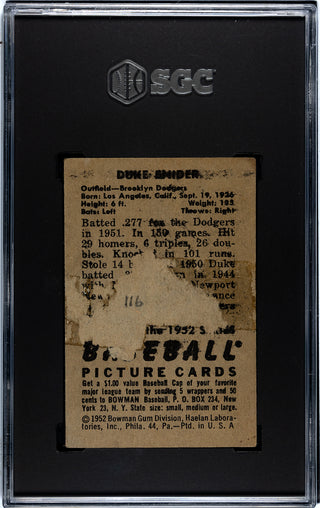 SGC
DUKE SNIDER
Outfield—Brooklyn Dodgers
Born: Los Angeles, Calif., Sept. 19, 1926
Height: 6 ft. Weight: 185
Bats: Left Throws: Right
Batted .277 for the Dodgers
in 1951. In 150 games. Hit
29 homers, 6 triples, 26 dou-
bles. Knocked in 101 runs.
Stole 14 1950 Duke
batted in 1944
with Newport
New
116
the 1952 Series
BASEBALL
PICTURE CARDS
Get a $1.00 value Baseball Cap of your favorite
major league team by sending 5 wrappers and 50
cents to BOWMAN Baseball, P. O. BOX 234, New
York 23, N. Y. State size: small, medium or large.
© 1952 Bowman Gum Division, Haelan Labora-
tories, Inc., Phila. 44, Pa.—Ptd. in U. S. A